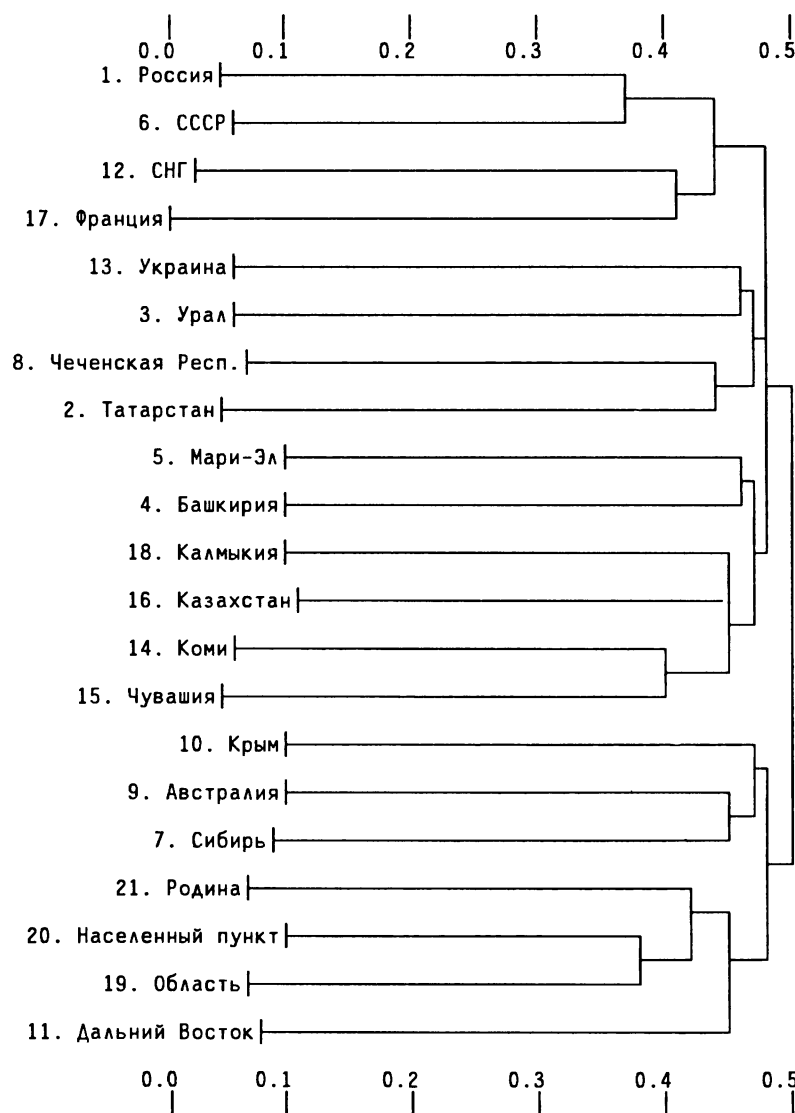 0.0 0.1 0.2 0.3 0.4 0.5
1. Россия
6. СССР
12. СНГ
17. Франция
13. Украина
3. Урал
8. Чеченская Респ.
2. Татарстан
5. Мари-Эл
4. Башкирия
18. Калмыкия
16. Казахстан
14. Коми
15. Чувашия
10. Крым
9. Австралия
7. Сибирь
21. Родина
20. Населенный пункт
19. Область
11. Дальний Восток
0.0 0.1 0.2 0.3 0.4 0.5